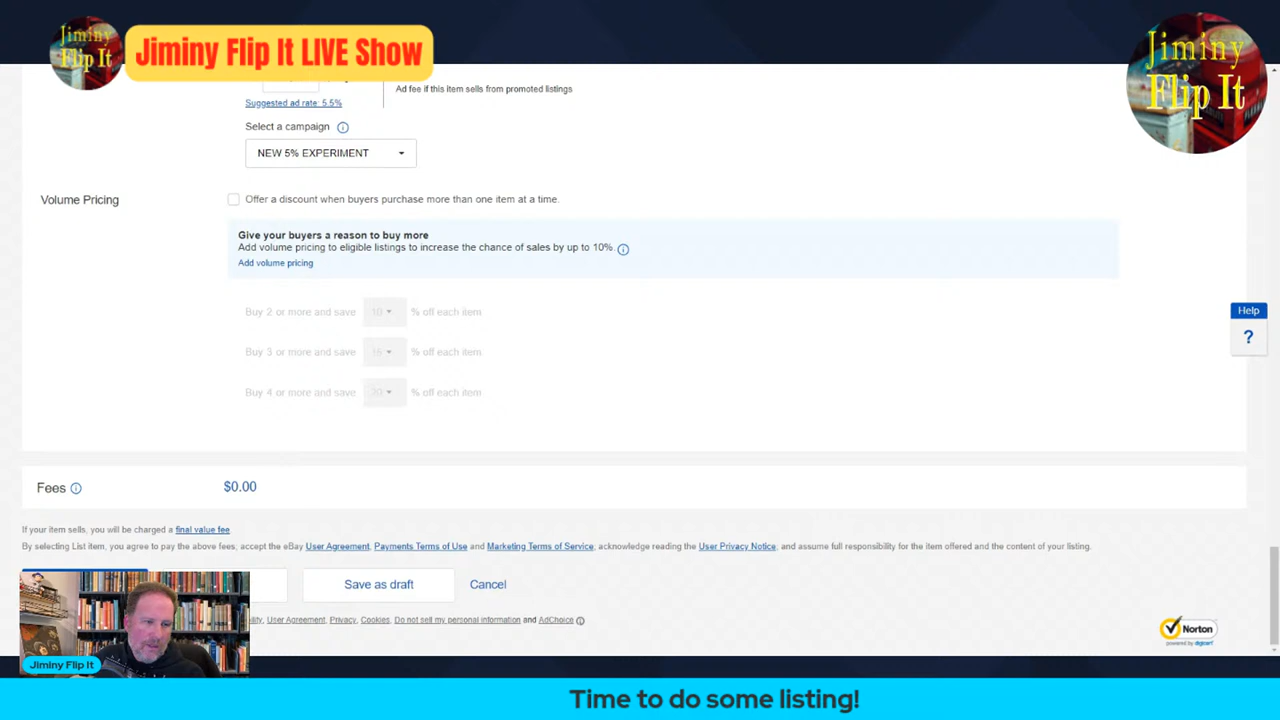 Jiminy
Flip It
Jiminy Flip It LIVE Show
Jiminy
Flip It
Ad fee if this item sells from promoted listings
Suggested ad rate: 5.5%
Select a campaign
NEW 5% EXPERIMENT
Volume Pricing
Offer a discount when buyers purchase more than one item at a time.
Give your buyers a reason to buy more
Add volume pricing to eligible listings to increase the chance of sales by up to 10%.
Add volume pricing
Help
?
Buy 2 or more and save 10 % off each item
Buy 3 or more and save 15 % off each item
Buy 4 or more and save 20 % off each item
Fees $0.00
If your item sells, you will be charged a final value fee
By selecting List item, you agree to pay the above fees, accept the eBay User Agreement, Payments Terms of Use and Marketing Terms of Service, acknowledge reading the User Privacy Notice, and assume full responsibility for the item offered and the content of your listing.
Save as draft Cancel
User Agreement, Privacy, Cookies, Do not sell my personal information and AdChoice
Norton
powered by digicert
Jiminy Flip It
Time to do some listing!